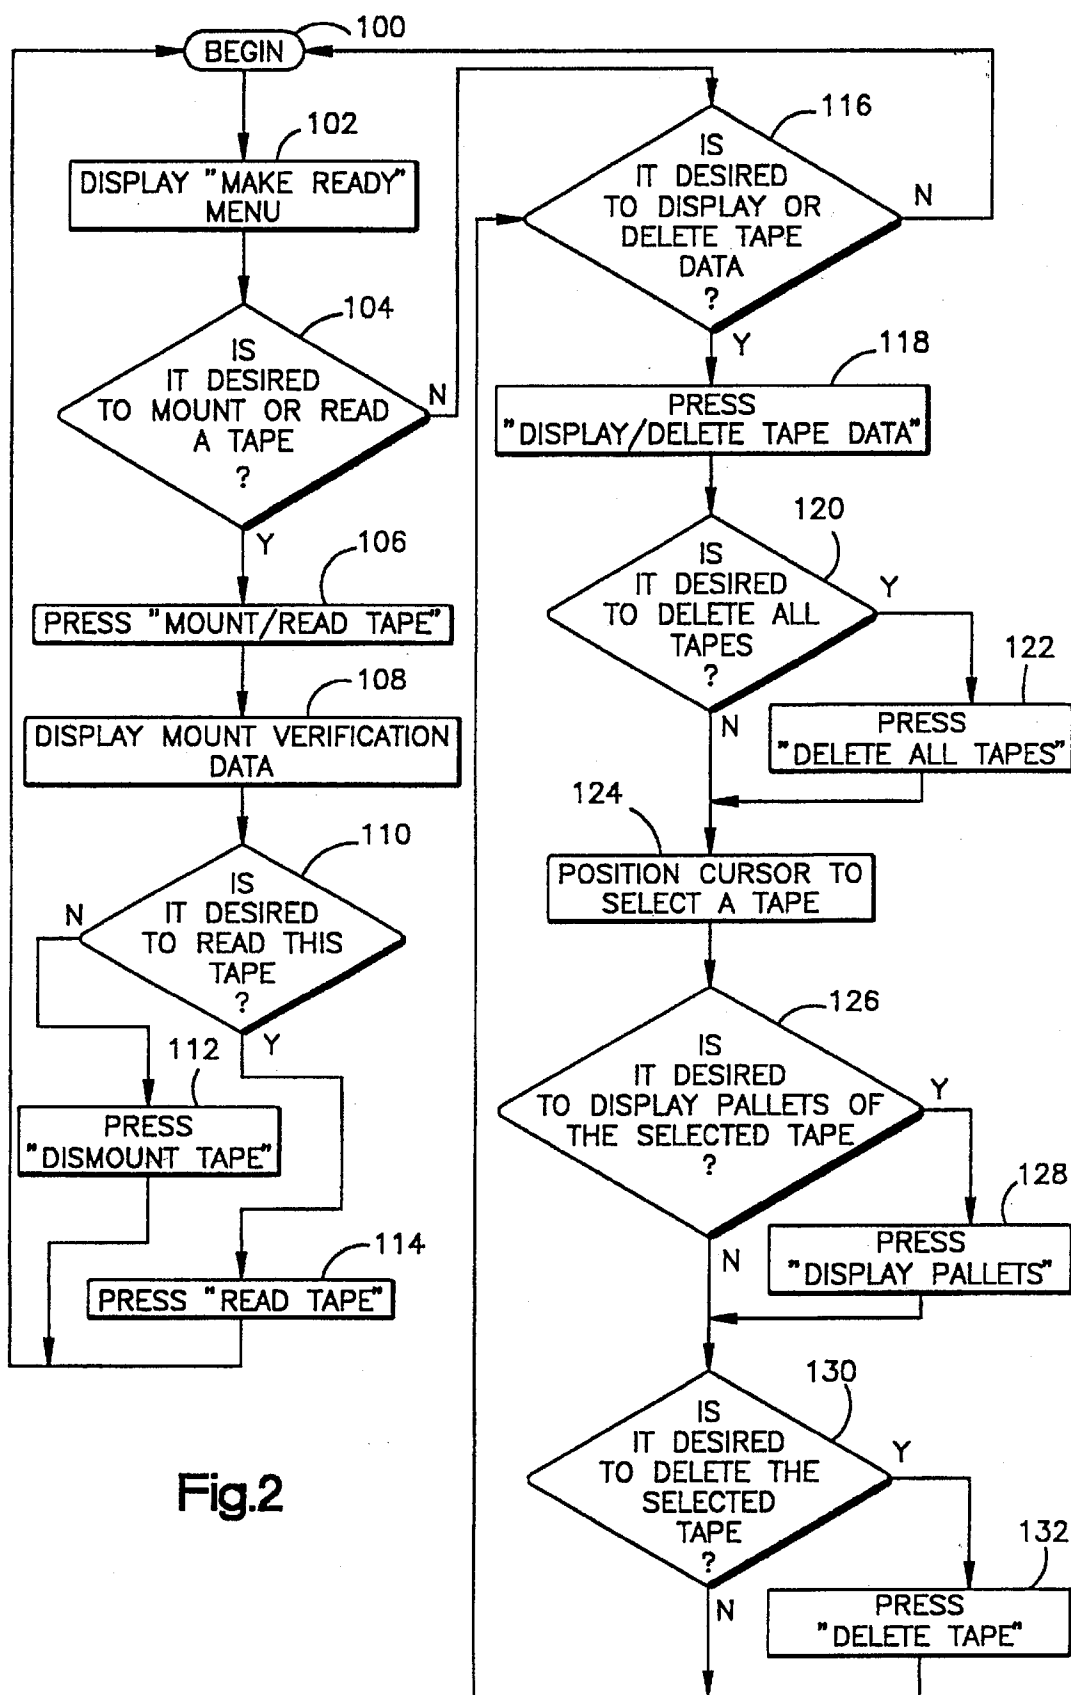 100
BEGIN
102
DISPLAY "MAKE READY"
MENU
104
IS
IT DESIRED
TO MOUNT OR READ
A TAPE
?
N
Y
106
PRESS "MOUNT/READ TAPE"
108
DISPLAY MOUNT VERIFICATION
DATA
110
IS
IT DESIRED
TO READ THIS
TAPE
?
N
Y
112
PRESS
"DISMOUNT TAPE"
114
PRESS "READ TAPE"
Fig.2
116
IS
IT DESIRED
TO DISPLAY OR
DELETE TAPE
DATA
?
N
Y
118
PRESS
"DISPLAY/DELETE TAPE DATA"
120
IS
IT DESIRED
TO DELETE ALL
TAPES
?
Y
N
122
PRESS
"DELETE ALL TAPES"
124
POSITION CURSOR TO
SELECT A TAPE
126
IS
IT DESIRED
TO DISPLAY PALLETS OF
THE SELECTED TAPE
?
Y
N
128
PRESS
"DISPLAY PALLETS"
130
IS
IT DESIRED
TO DELETE THE
SELECTED
TAPE
?
Y
N
132
PRESS
"DELETE TAPE"